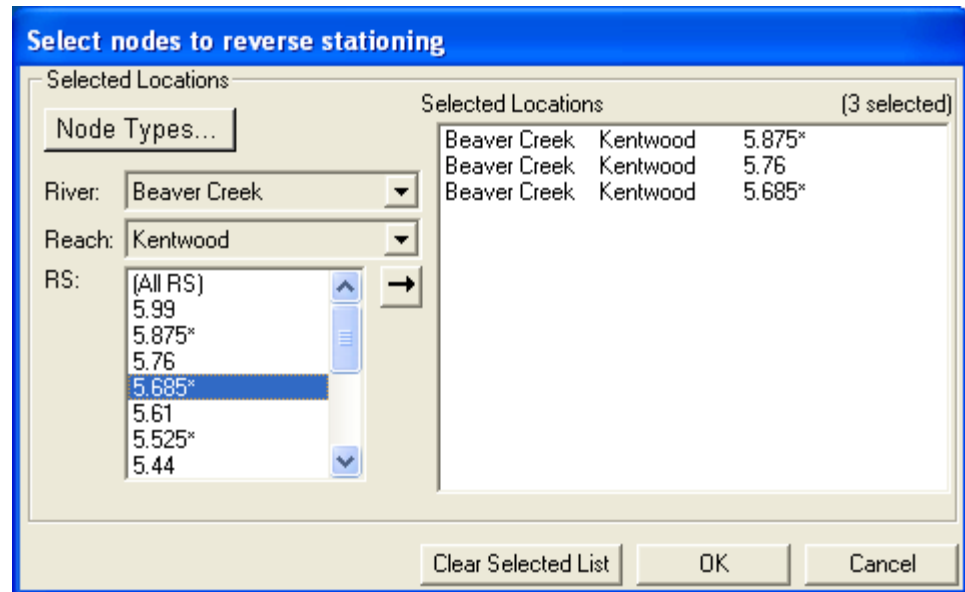 Select nodes to reverse stationing
Selected Locations
Node Types...
River: Beaver Creek
Reach: Kentwood
RS: (All RS)
5.99
5.875*
5.76
5.685*
5.61
5.525*
5.44
Selected Locations (3 selected)
Beaver Creek Kentwood 5.875*
Beaver Creek Kentwood 5.76
Beaver Creek Kentwood 5.685*
Clear Selected List OK Cancel